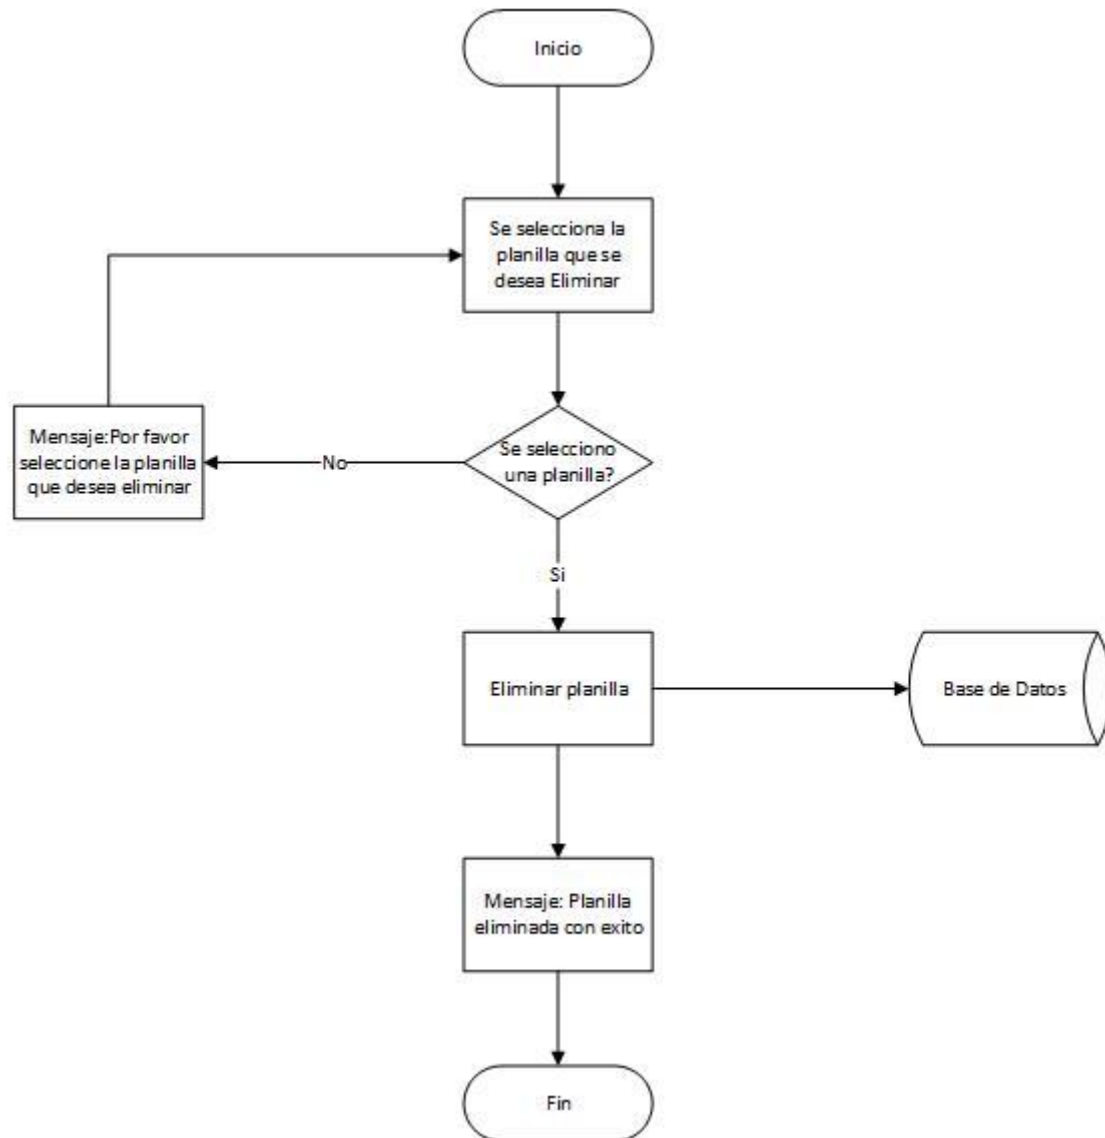 Inicio
Se selecciona la
planilla que se
desea Eliminar
Mensaje:Por favor
seleccione la planilla
que desea eliminar
No
Se selecciono
una planilla?
Si
Eliminar planilla
Base de Datos
Mensaje: Planilla
eliminada con exito
Fin